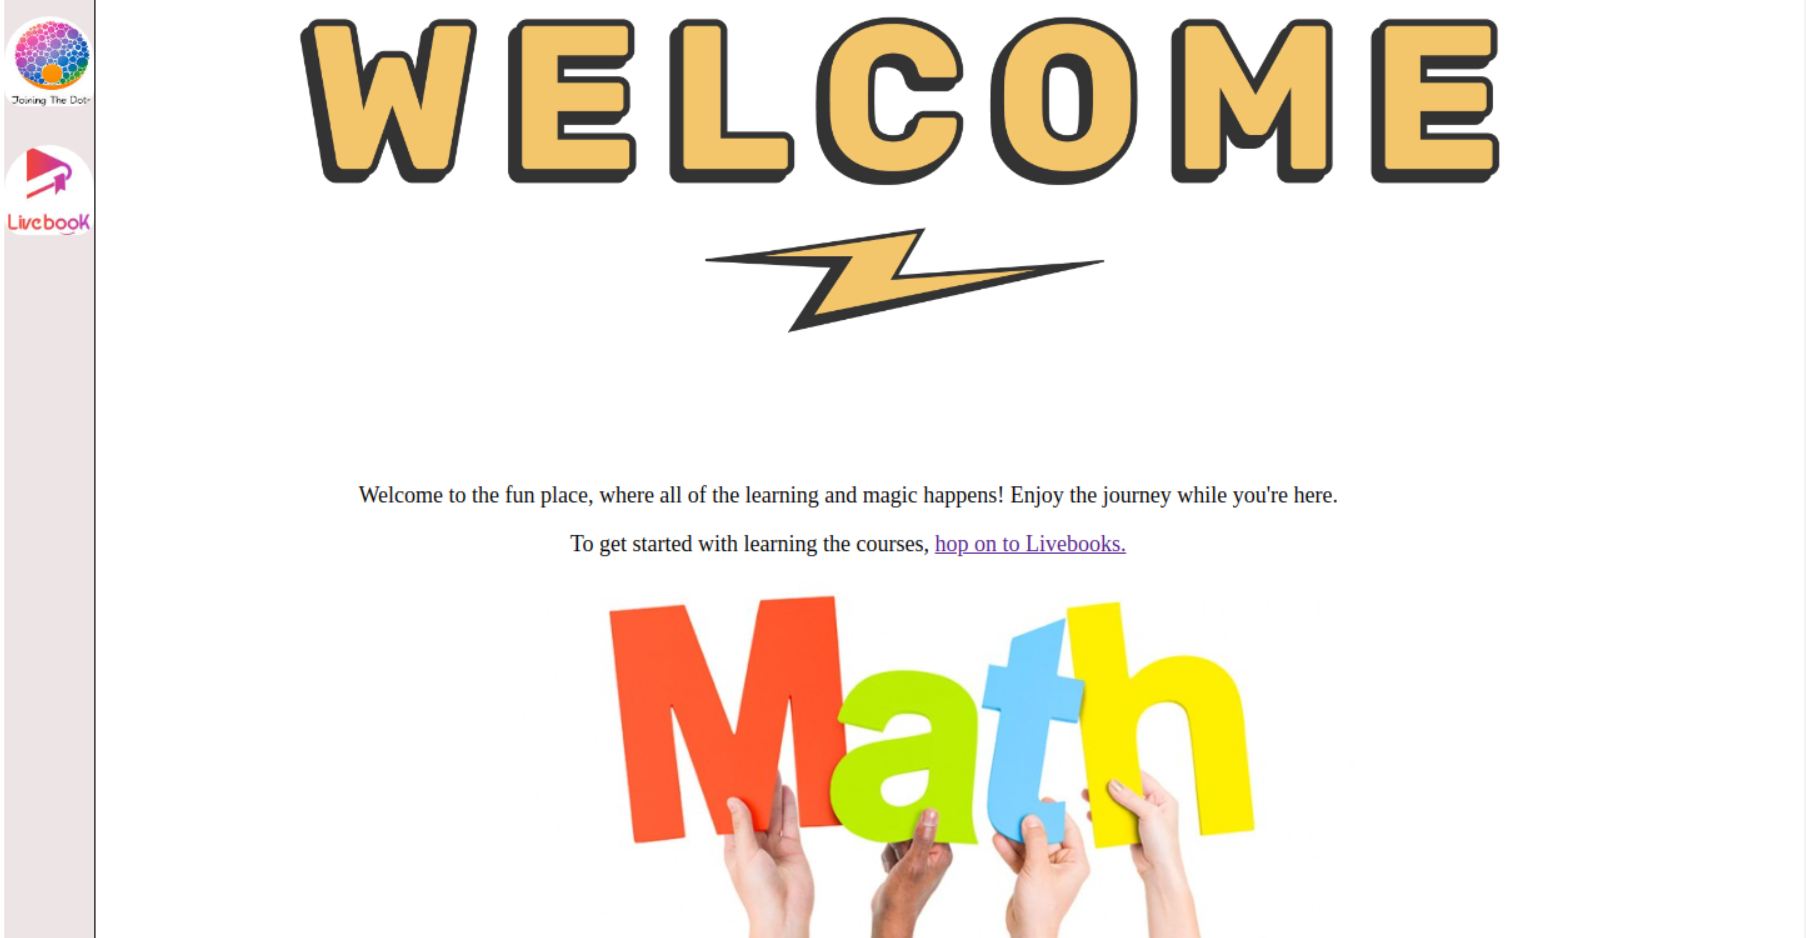 WELCOME
Joining The Dot
Livebook
Welcome to the fun place, where all of the learning and magic happens! Enjoy the journey while you're here.
To get started with learning the courses, hop on to Livebooks.
Math